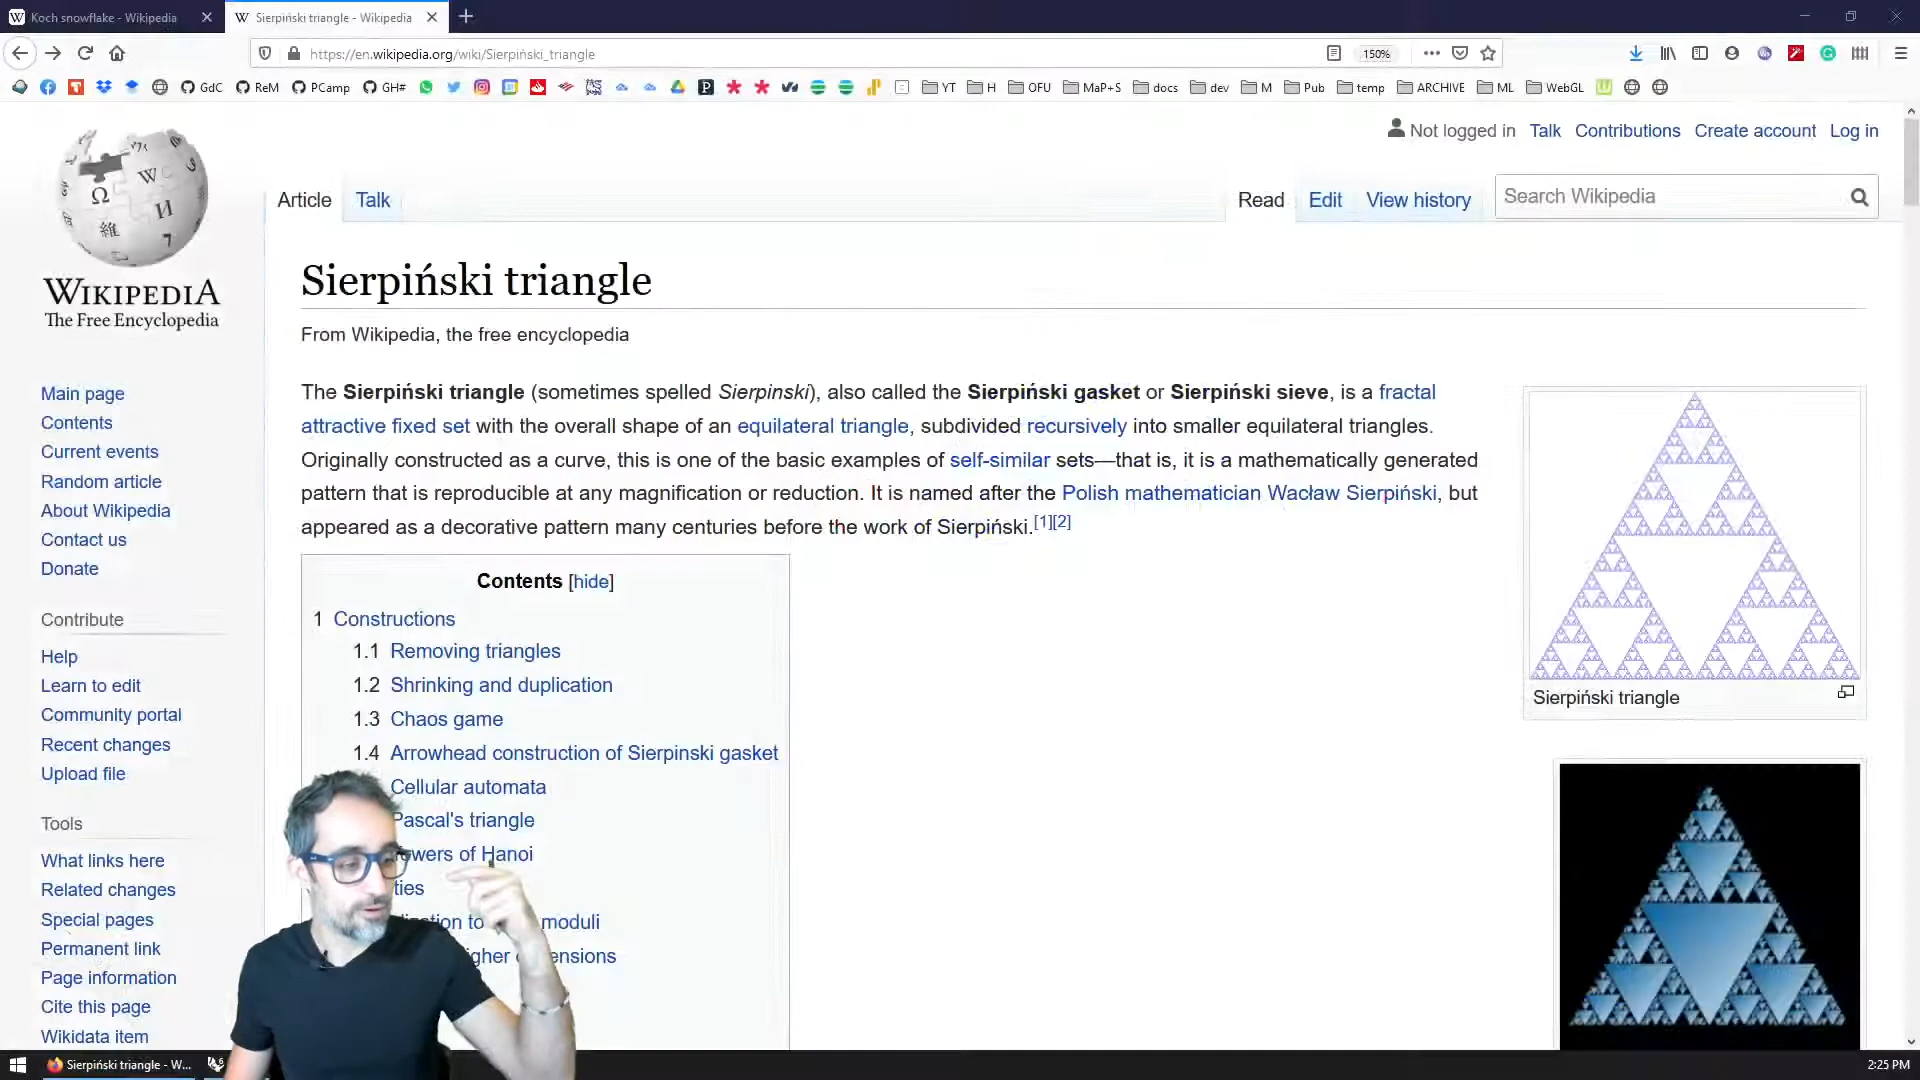 Koch snowflake - Wikipedia
Sierpiński triangle - Wikipedia
https://en.wikipedia.org/wiki/Sierpiński_triangle
150%
GdC
ReM
PCamp
GH#
YT
H
OFU
MaP+S
docs
dev
M
Pub
temp
ARCHIVE
ML
WebGL
Not logged in
Talk
Contributions
Create account
Log in
WIKIPEDIA
The Free Encyclopedia
Article
Talk
Read
Edit
View history
Search Wikipedia
Sierpiński triangle
From Wikipedia, the free encyclopedia
The Sierpiński triangle (sometimes spelled Sierpinski), also called the Sierpiński gasket or Sierpiński sieve, is a fractal
attractive fixed set with the overall shape of an equilateral triangle, subdivided recursively into smaller equilateral triangles.
Originally constructed as a curve, this is one of the basic examples of self-similar sets—that is, it is a mathematically generated
pattern that is reproducible at any magnification or reduction. It is named after the Polish mathematician Wacław Sierpiński, but
appeared as a decorative pattern many centuries before the work of Sierpiński.[1][2]
Sierpiński triangle
Contents [hide]
1 Constructions
1.1 Removing triangles
1.2 Shrinking and duplication
1.3 Chaos game
1.4 Arrowhead construction of Sierpinski gasket
Cellular automata
Pascal's triangle
Towers of Hanoi
ties
to
moduli
Main page
Contents
Current events
Random article
About Wikipedia
Contact us
Donate
Contribute
Help
Learn to edit
Community portal
Recent changes
Upload file
Tools
What links here
Related changes
Special pages
Permanent link
Page information
Cite this page
Wikidata item
Sierpiński triangle - W...
2:25 PM